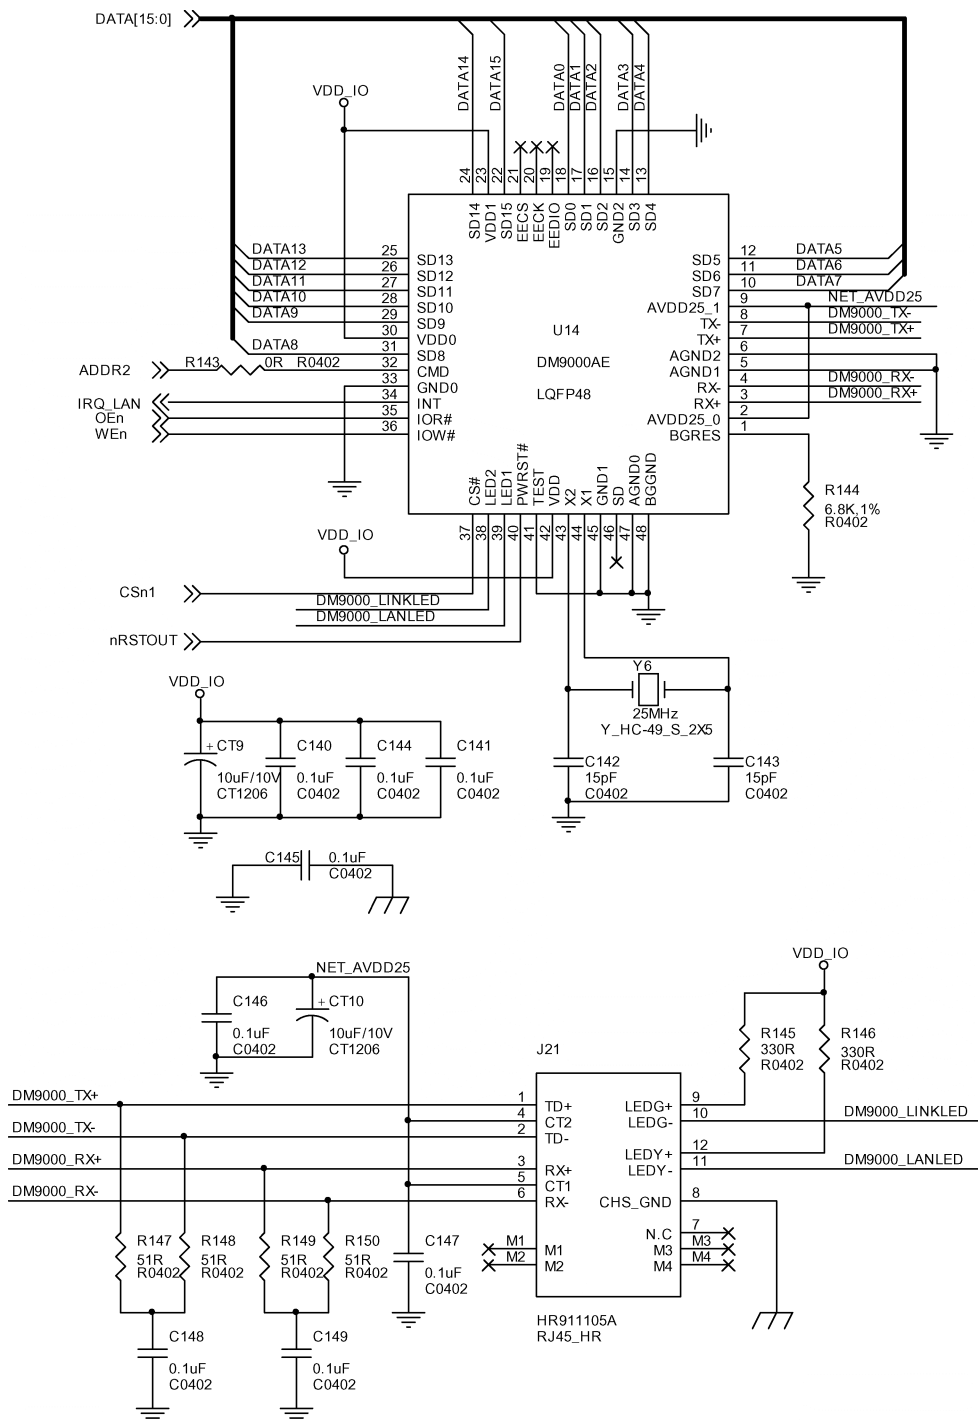 DATA[15:0]
VDD_IO
DATA14
DATA15
DATA0
DATA1
DATA2
DATA3
DATA4
24
23
22
21
20
19
18
17
16
15
14
13
SD14
VDD1
SD15
EECS
EECK
EEDIO
SD0
SD1
SD2
GND2
SD3
SD4
DATA13 25 SD13
DATA12 26 SD12
DATA11 27 SD11
DATA10 28 SD10
DATA9 29 SD9
30 VDD0
DATA8 31 SD8
ADDR2 R143 0R R0402 32 CMD
33 GND0
IRQ_LAN 34 INT
OEn 35 IOR#
WEn 36 IOW#
U14
DM9000AE
LQFP48
SD5 12 DATA5
SD6 11 DATA6
SD7 10 DATA7
AVDD25_1 9 NET_AVDD25
TX- 8 DM9000_TX-
TX+ 7 DM9000_TX+
AGND2 6
AGND1 5
RX- 4 DM9000_RX-
RX+ 3 DM9000_RX+
AVDD25_0 2
BGRES 1
R144
6.8K,1%
R0402
CS#
LED2
LED1
PWRST#
TEST
VDD
X2
X1
GND1
SD
AGND0
BGGND
37
38
39
40
41
42
43
44
45
46
47
48
VDD_IO
CSn1
DM9000_LINKLED
DM9000_LANLED
nRSTOUT
Y6
25MHz
Y_HC-49_S_2X5
C142
15pF
C0402
C143
15pF
C0402
VDD_IO
+ CT9
10uF/10V
CT1206
C140
0.1uF
C0402
C144
0.1uF
C0402
C141
0.1uF
C0402
C145 0.1uF
C0402
NET_AVDD25
C146
0.1uF
C0402
+ CT10
10uF/10V
CT1206
VDD_IO
R145
330R
R0402
R146
330R
R0402
J21
DM9000_TX+ 1 TD+
4 CT2
DM9000_TX- 2 TD-
DM9000_RX+ 3 RX+
5 CT1
DM9000_RX- 6 RX-
M1 M1
M2 M2
LEDG+ 9
LEDG- 10 DM9000_LINKLED
LEDY+ 12
LEDY- 11 DM9000_LANLED
CHS_GND 8
N.C 7
M3 M3
M4 M4
HR911105A
RJ45_HR
R147
51R
R0402
R148
51R
R0402
R149
51R
R0402
R150
51R
R0402
C147
0.1uF
C0402
C148
0.1uF
C0402
C149
0.1uF
C0402